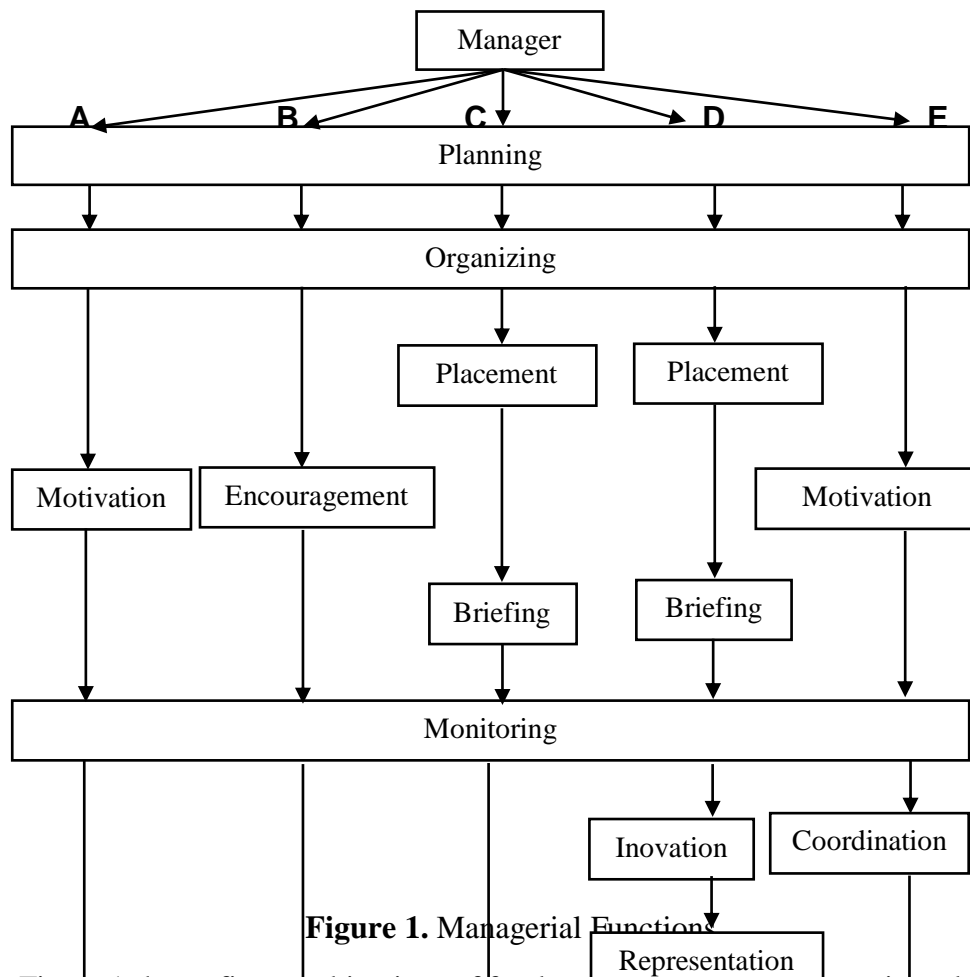 Manager
A B C D E
Planning
Organizing
Placement Placement
Motivation Encouragement Motivation
Briefing Briefing
Monitoring
Inovation Coordination
Figure 1. Managerial Functions
Representation